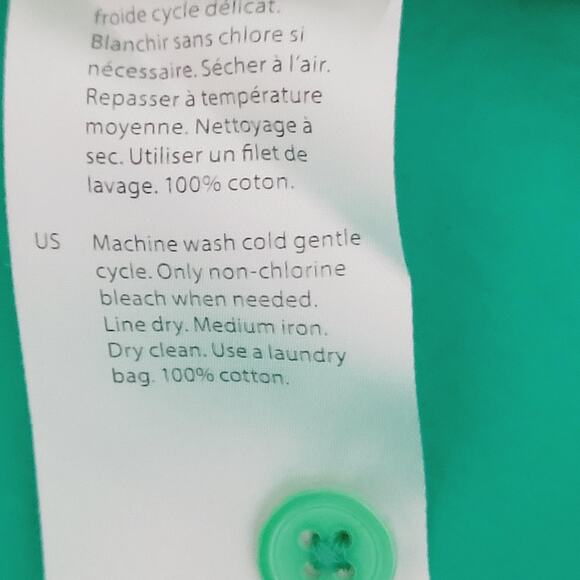 froide cycle délicat.
Blanchir sans chlore si
nécessaire. Sécher à l'air.
Repasser à température
moyenne. Nettoyage à
sec. Utiliser un filet de
lavage. 100% coton.
US Machine wash cold gentle
cycle. Only non-chlorine
bleach when needed.
Line dry. Medium iron.
Dry clean. Use a laundry
bag. 100% cotton.